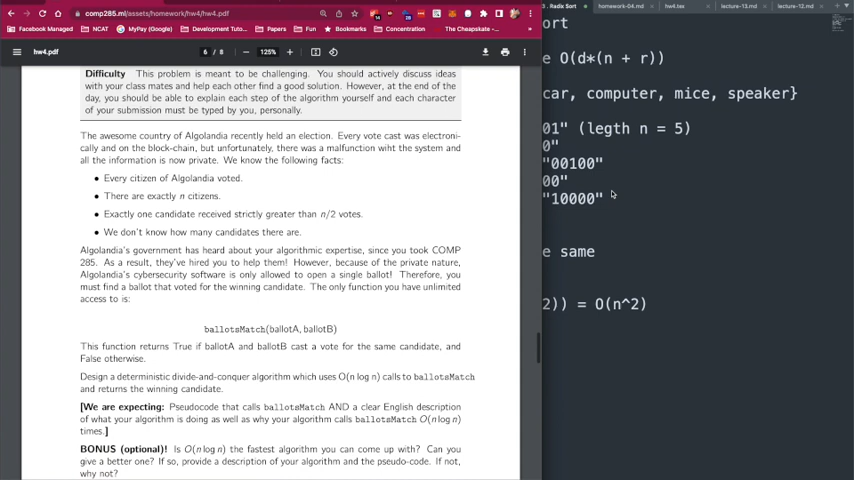 comp285.ml/assets/homework/hw4/hw4.pdf
Facebook Managed
NCAT
MyPay (Google)
Papers
Development Tuto...
Fun
Bookmarks
Concentration
The Cheapskate -...
hw4.pdf
6 / 8
125%
Difficulty This problem is meant to be challenging. You should actively discuss ideas
with your class mates and help each other find a good solution. However, at the end of the
day, you should be able to explain each step of the algorithm yourself and each character
of your submission must be typed by you, personally.
The awesome country of Algolandia recently held an election. Every vote cast was electroni-
cally and on the block-chain, but unfortunately, there was a malfunction wiht the system and
all the information is now private. We know the following facts:
• Every citizen of Algolandia voted.
• There are exactly n citizens.
• Exactly one candidate received strictly greater than n/2 votes.
• We don't know how many candidates there are.
Algolandia's government has heard about your algorithmic expertise, since you took COMP
285. As a result, they've hired you to help them! However, because of the private nature,
Algolandia's cybersecurity software is only allowed to open a single ballot! Therefore, you
must find a ballot that voted for the winning candidate. The only function you have unlimited
access to is:
ballotsMatch(ballotA, ballotB)
This function returns True if ballotA and ballotB cast a vote for the same candidate, and
False otherwise.
Design a deterministic divide-and-conquer algorithm which uses O(n log n) calls to ballotsMatch
and returns the winning candidate.
[We are expecting: Pseudocode that calls ballotsMatch AND a clear English description
of what your algorithm is doing as well as why your algorithm calls ballotsMatch O(n log n)
times.]
BONUS (optional)! Is O(n log n) the fastest algorithm you can come up with? Can you
give a better one? If so, provide a description of your algorithm and the pseudo-code. If not,
why not?
Radix Sort
homework-04.md
hw4.tex
lecture-13.md
lecture-12.md
ort
e O(d*(n + r))
car, computer, mice, speaker}
01" (legth n = 5)
0"
"00100"
00"
"10000"
e same
2)) = O(n^2)